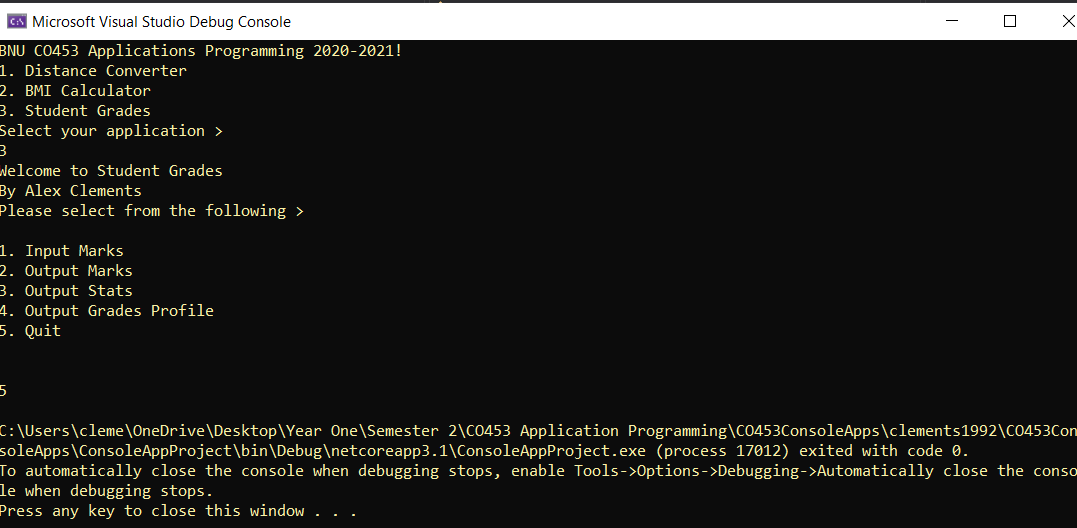 Microsoft Visual Studio Debug Console
BNU CO453 Applications Programming 2020-2021!
1. Distance Converter
2. BMI Calculator
3. Student Grades
Select your application >
3
Welcome to Student Grades
By Alex Clements
Please select from the following >
1. Input Marks
2. Output Marks
3. Output Stats
4. Output Grades Profile
5. Quit
5
C:\Users\cleme\OneDrive\Desktop\Year One\Semester 2\CO453 Application Programming\CO453ConsoleApps\clements1992\CO453Con
soleApps\ConsoleAppProject\bin\Debug\netcoreapp3.1\ConsoleAppProject.exe (process 17012) exited with code 0.
To automatically close the console when debugging stops, enable Tools->Options->Debugging->Automatically close the conso
le when debugging stops.
Press any key to close this window . . .